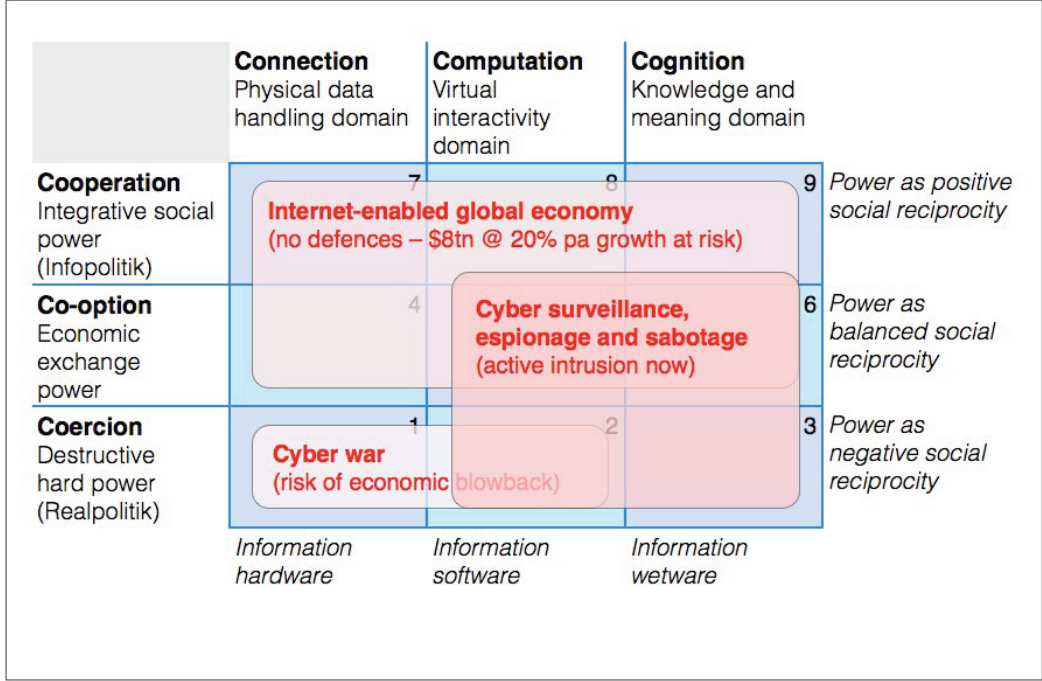 Connection
Physical data
handling domain
Computation
Virtual
interactivity
domain
Cognition
Knowledge and
meaning domain
Cooperation
Integrative social
power
(Infopolitik)
7
8
9
Internet-enabled global economy
(no defences – $8tn @ 20% pa growth at risk)
Power as positive
social reciprocity
Co-option
Economic
exchange
power
4
6
Cyber surveillance,
espionage and sabotage
(active intrusion now)
Power as
balanced social
reciprocity
Coercion
Destructive
hard power
(Realpolitik)
1
2
3
Cyber war
(risk of economic blowback)
Power as
negative social
reciprocity
Information
hardware
Information
software
Information
wetware